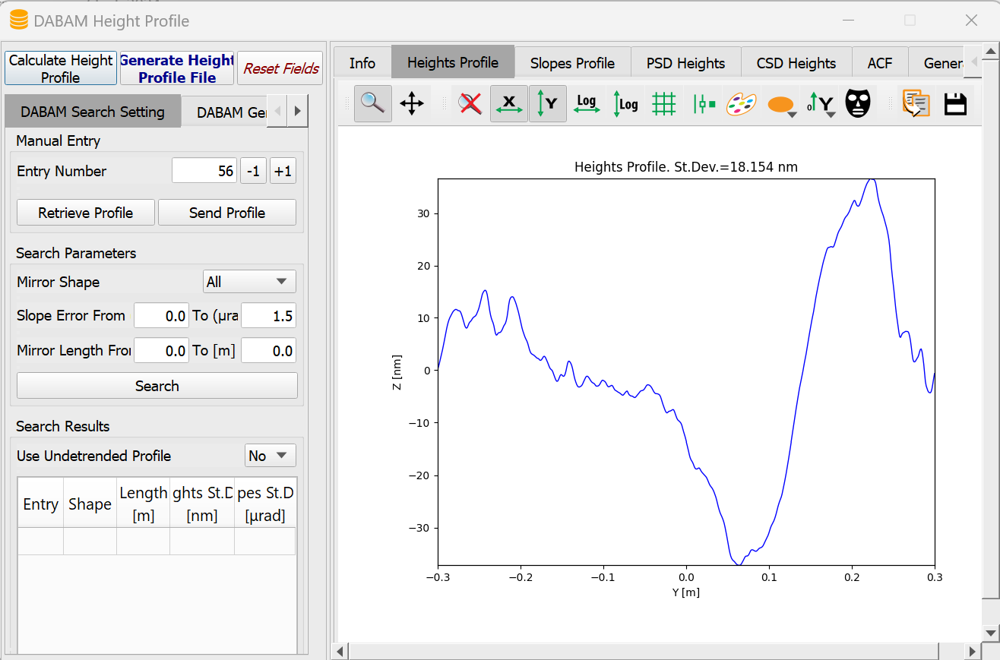 DABAM Height Profile
Calculate Height
Profile
Generate Height
Profile File
Reset Fields
DABAM Search Setting
DABAM Ge
Manual Entry
Entry Number
56
-1
+1
Retrieve Profile
Send Profile
Search Parameters
Mirror Shape
All
Slope Error From
0.0
To (µra
1.5
Mirror Length Fro
0.0
To [m]
0.0
Search
Search Results
Use Undetrended Profile
No
Entry
Shape
Length
[m]
ghts St.D
[nm]
pes St.D
[µrad]
Info
Heights Profile
Slopes Profile
PSD Heights
CSD Heights
ACF
Gener
X
Y
Log
Log
0Y
Heights Profile. St.Dev.=18.154 nm
Z [nm]
30
20
10
0
−10
−20
−30
−0.3
−0.2
−0.1
0.0
0.1
0.2
0.3
Y [m]